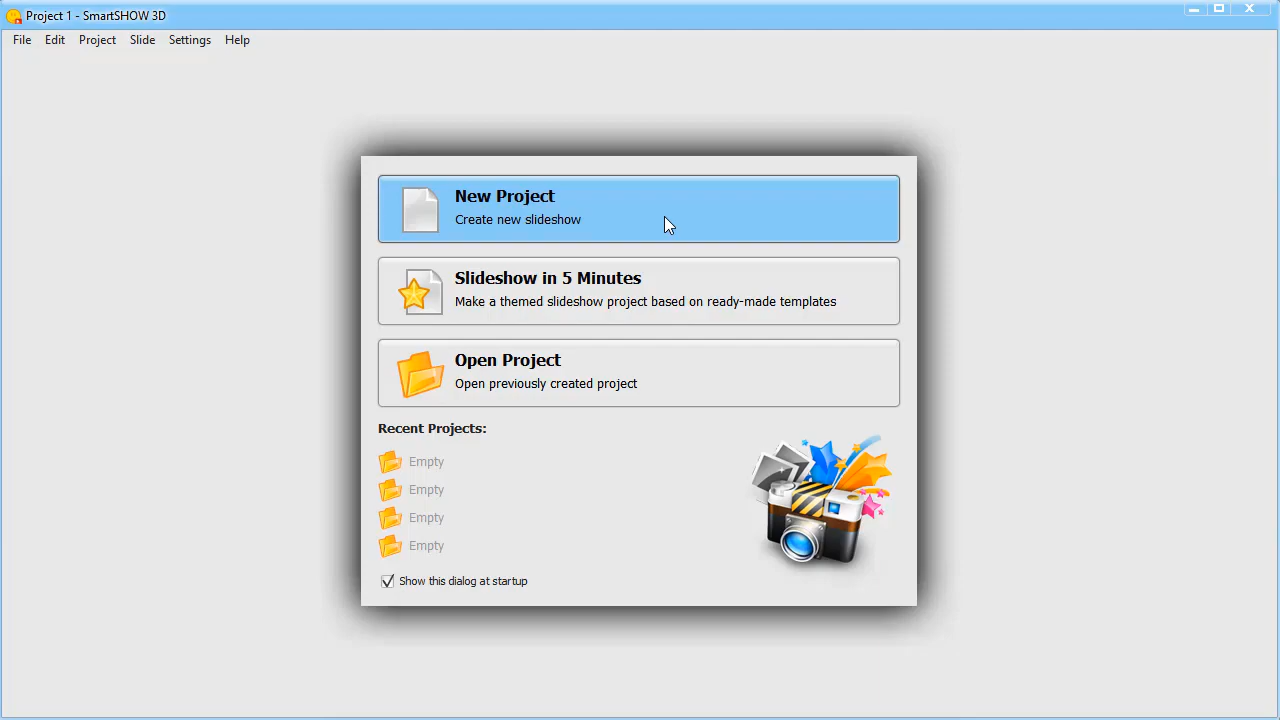 Project 1 - SmartSHOW 3D
File Edit Project Slide Settings Help
New Project
Create new slideshow
Slideshow in 5 Minutes
Make a themed slideshow project based on ready-made templates
Open Project
Open previously created project
Recent Projects:
Empty
Empty
Empty
Empty
Show this dialog at startup